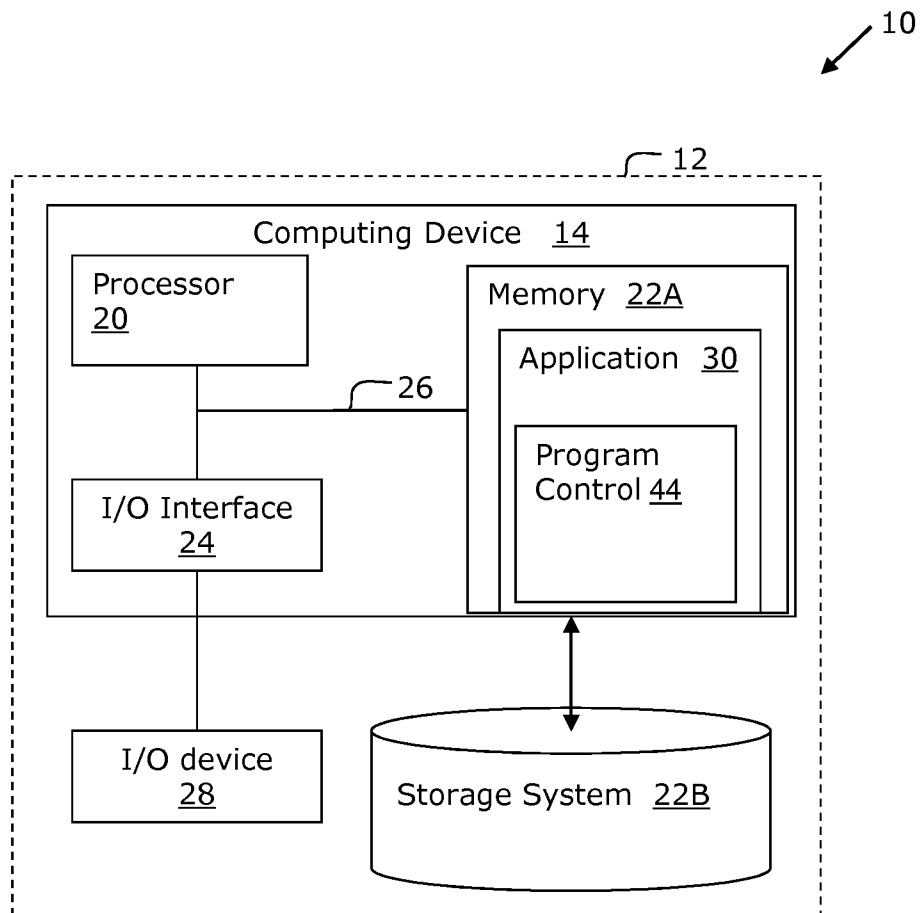 10
12
Computing Device 14
Processor
20
Memory 22A
Application 30
26
Program
Control 44
I/O Interface
24
I/O device
28
Storage System 22B